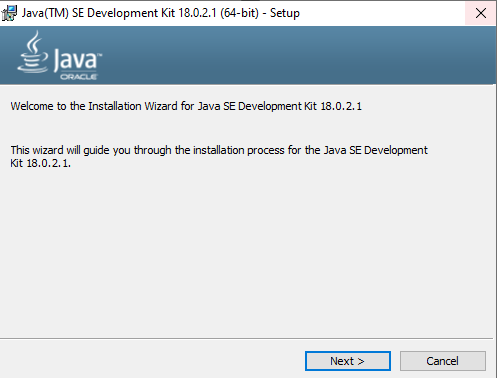 Java(TM) SE Development Kit 18.0.2.1 (64-bit) - Setup
Java™
ORACLE
Welcome to the Installation Wizard for Java SE Development Kit 18.0.2.1
This wizard will guide you through the installation process for the Java SE Development
Kit 18.0.2.1.
Next >
Cancel